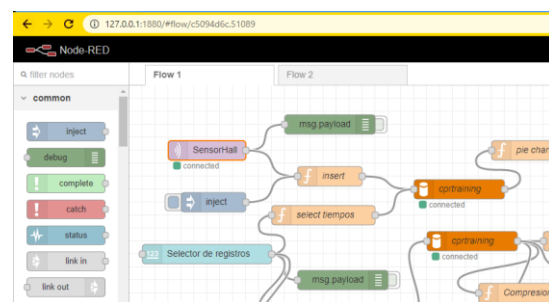 127.0.0.1:1880/#flow/c5094d6c.51089
Node-RED
filter nodes
Flow 1
Flow 2
common
inject
debug
complete
catch
status
link in
link out
msg.payload
SensorHall
connected
pie char
insert
inject
cprtraining
connected
select tiempos
cprtraining
connected
123
Selector de registros
msg.payload
Compresion